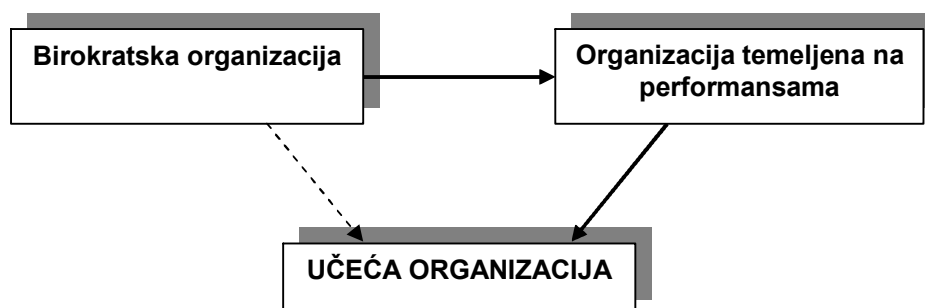 Birokratska organizacija
Organizacija temeljena na
performansama
UČEĆA ORGANIZACIJA